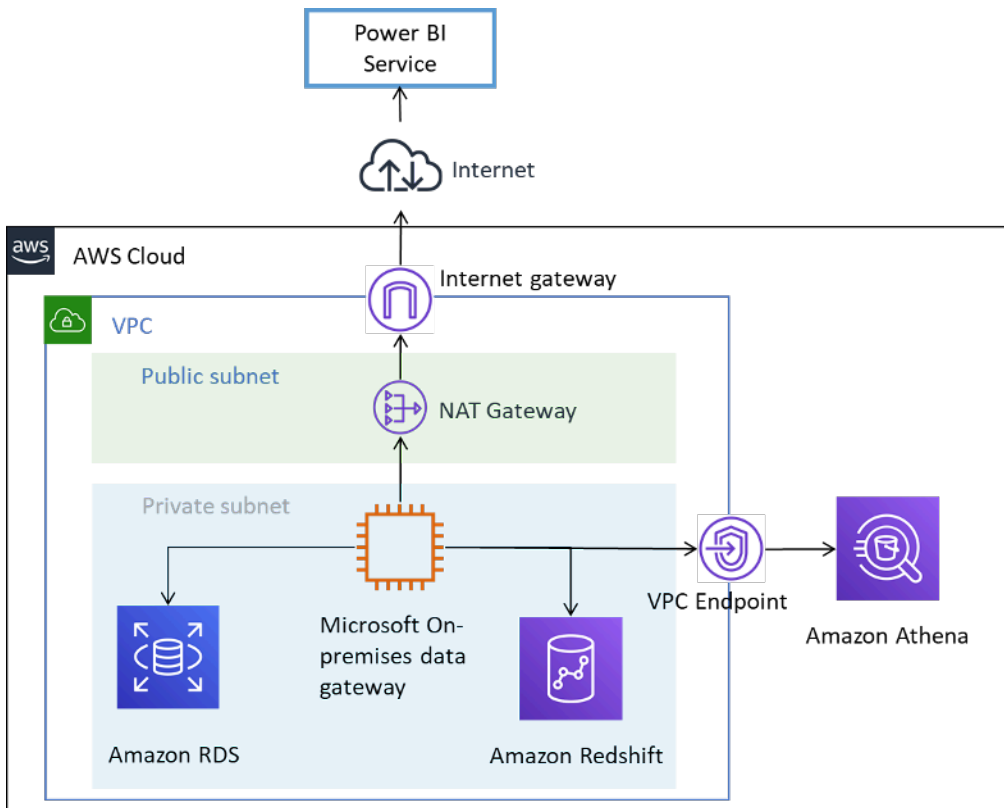 Power BI
Service
Internet
aws
AWS Cloud
Internet gateway
VPC
Public subnet
NAT Gateway
Private subnet
VPC Endpoint
Microsoft On-
premises data
gateway
Amazon Athena
Amazon RDS
Amazon Redshift